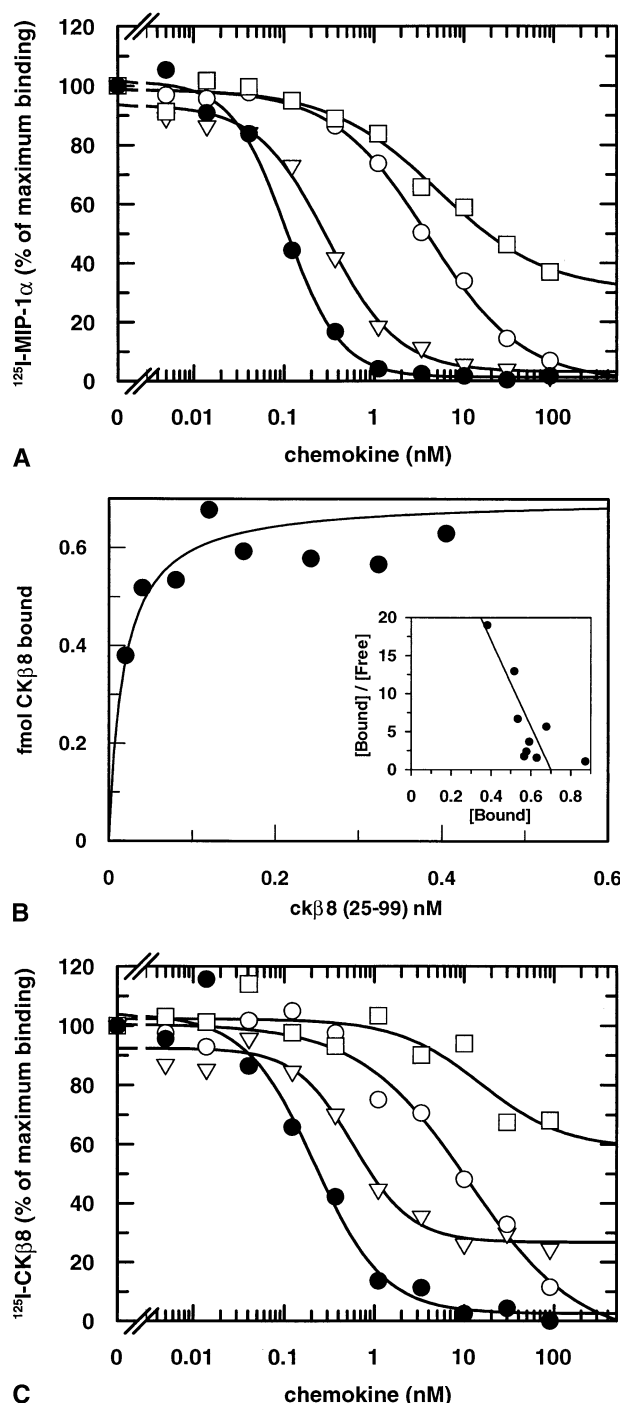 120
100
80
60
40
20
0
¹²⁵I-MIP-1α (% of maximum binding)
0 0.01 0.1 1 10 100
chemokine (nM)
A
0.6
0.4
0.2
0
fmol CKβ8 bound
20
15
10
5
0
[Bound] / [Free]
0 0.2 0.4 0.6 0.8
[Bound]
0 0.2 0.4 0.6
ckβ8 (25-99) nM
B
120
100
80
60
40
20
0
¹²⁵I-CKβ8 (% of maximum binding)
0 0.01 0.1 1 10 100
chemokine (nM)
C